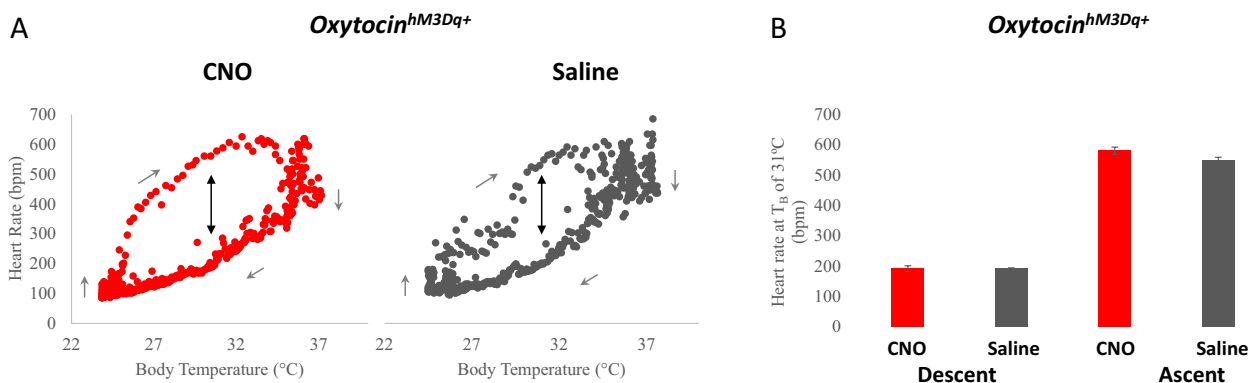 A
Oxytocin^hM3Dq+
CNO
Saline
Heart Rate (bpm)
700
600
500
400
300
200
100
0
22
27
32
37
22
27
32
37
Body Temperature (°C)
Body Temperature (°C)
B
Oxytocin^hM3Dq+
Heart rate at T_B of 31°C
(bpm)
700
600
500
400
300
200
100
0
CNO
Saline
CNO
Saline
Descent
Ascent